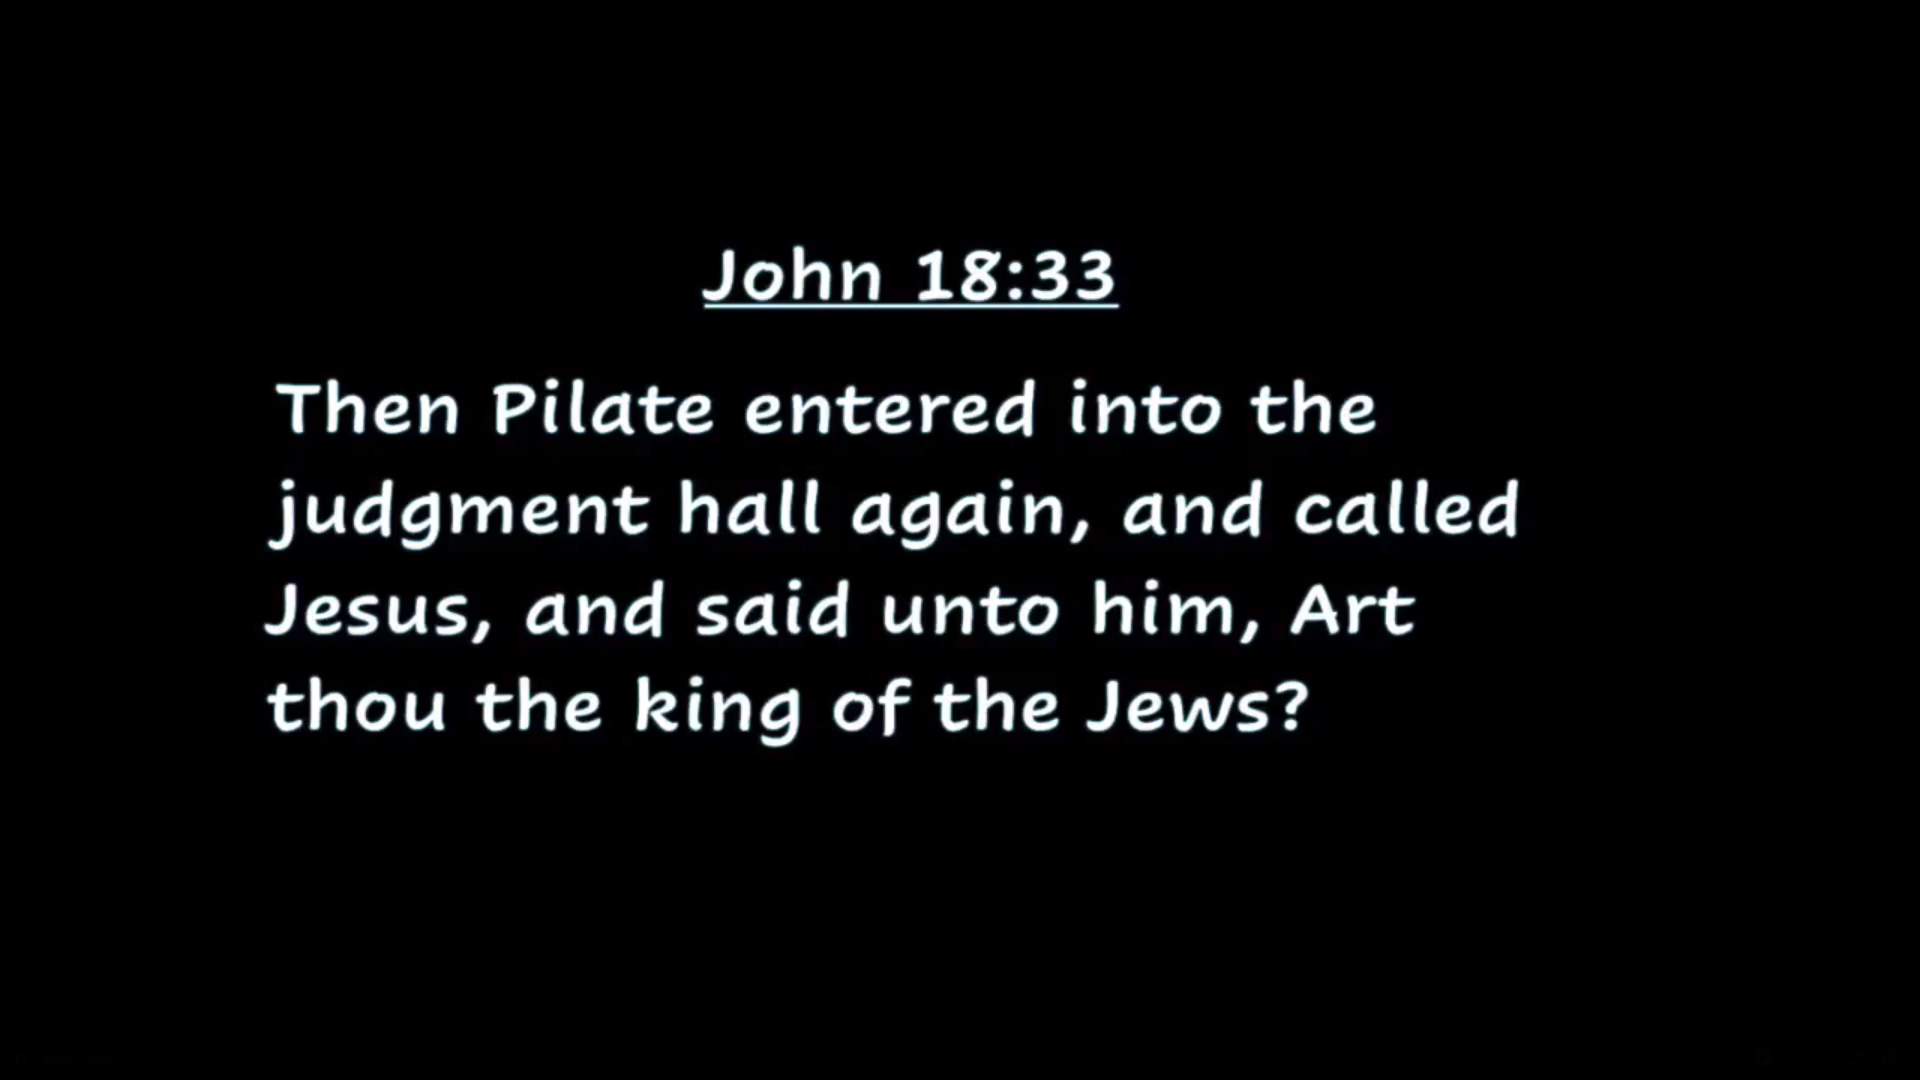 John 18:33
Then Pilate entered into the
judgment hall again, and called
Jesus, and said unto him, Art
thou the king of the Jews?